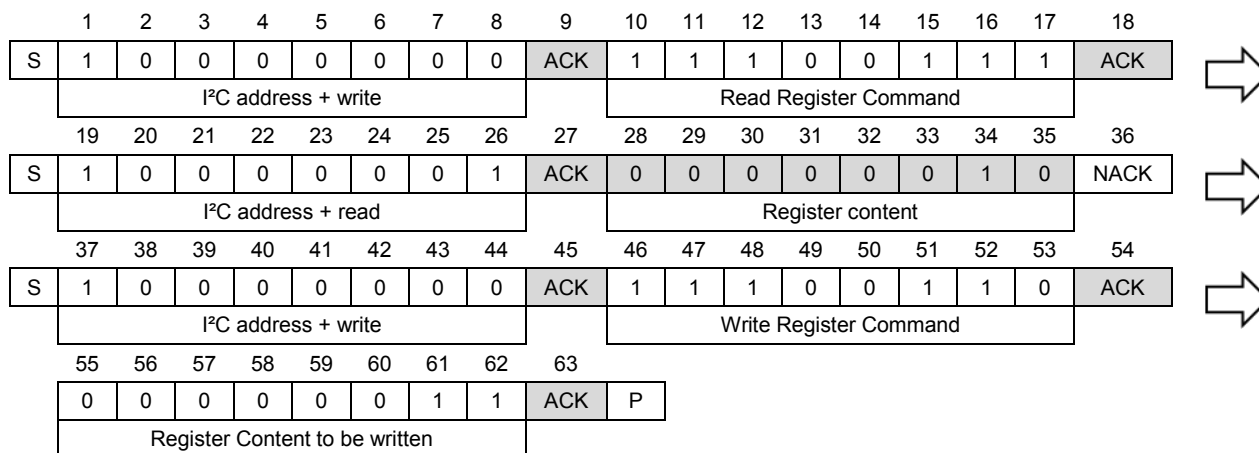 1 2 3 4 5 6 7 8 9 10 11 12 13 14 15 16 17 18
S 1 0 0 0 0 0 0 0 ACK 1 1 1 0 0 1 1 1 ACK
I²C address + write Read Register Command
19 20 21 22 23 24 25 26 27 28 29 30 31 32 33 34 35 36
S 1 0 0 0 0 0 0 1 ACK 0 0 0 0 0 0 1 0 NACK
I²C address + read Register content
37 38 39 40 41 42 43 44 45 46 47 48 49 50 51 52 53 54
S 1 0 0 0 0 0 0 0 ACK 1 1 1 0 0 1 1 0 ACK
I²C address + write Write Register Command
55 56 57 58 59 60 61 62 63
0 0 0 0 0 0 1 1 ACK P
Register Content to be written